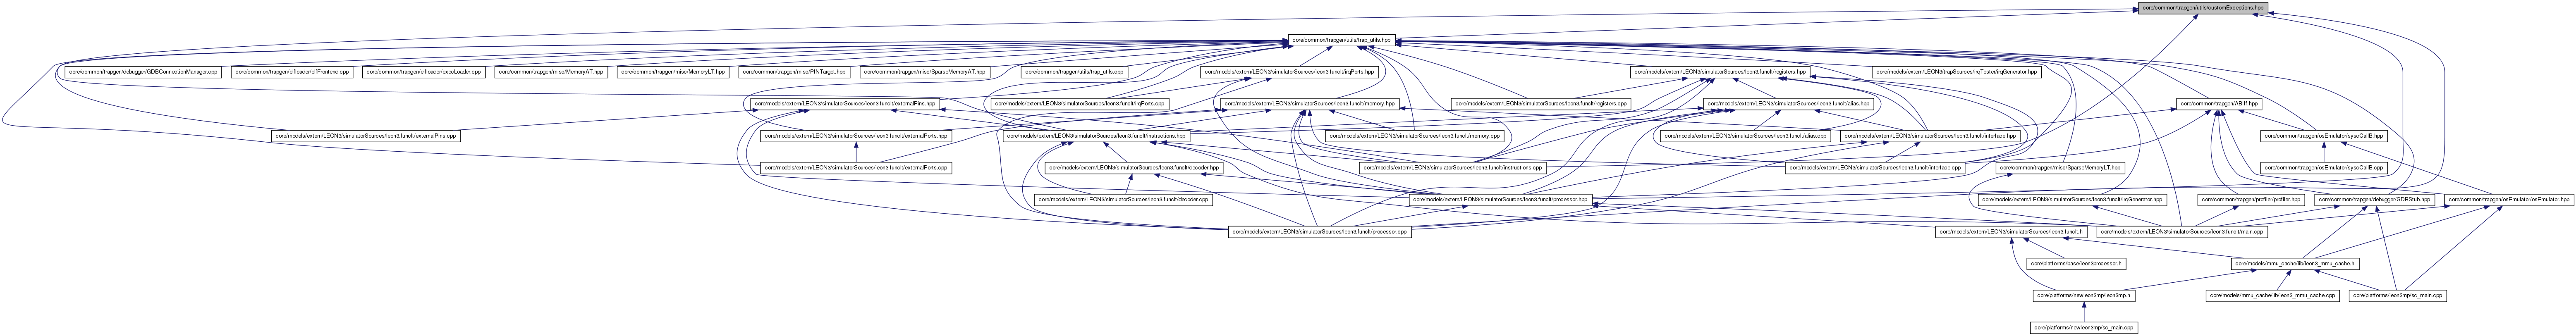 core/common/trapgen/utils/customExceptions.hpp
core/common/trapgen/utils/trap_utils.hpp
core/common/trapgen/debugger/GDBConnectionManager.cpp
core/common/trapgen/elfloader/elfFrontend.cpp
core/common/trapgen/elfloader/execLoader.cpp
core/common/trapgen/misc/MemoryAT.hpp
core/common/trapgen/misc/MemoryLT.hpp
core/common/trapgen/misc/PINTarget.hpp
core/common/trapgen/misc/SparseMemoryAT.hpp
core/common/trapgen/utils/trap_utils.cpp
core/models/extern/LEON3/simulatorSources/leon3.funclt/irqPorts.hpp
core/models/extern/LEON3/simulatorSources/leon3.funclt/registers.hpp
core/models/extern/LEON3/trapSources/irqTester/irqGenerator.hpp
core/models/extern/LEON3/simulatorSources/leon3.funclt/externalPins.hpp
core/models/extern/LEON3/simulatorSources/leon3.funclt/irqPorts.cpp
core/models/extern/LEON3/simulatorSources/leon3.funclt/memory.hpp
core/models/extern/LEON3/simulatorSources/leon3.funclt/registers.cpp
core/models/extern/LEON3/simulatorSources/leon3.funclt/alias.hpp
core/common/trapgen/ABIIf.hpp
core/models/extern/LEON3/simulatorSources/leon3.funclt/externalPins.cpp
core/models/extern/LEON3/simulatorSources/leon3.funclt/externalPorts.hpp
core/models/extern/LEON3/simulatorSources/leon3.funclt/instructions.hpp
core/models/extern/LEON3/simulatorSources/leon3.funclt/memory.cpp
core/models/extern/LEON3/simulatorSources/leon3.funclt/alias.cpp
core/models/extern/LEON3/simulatorSources/leon3.funclt/interface.hpp
core/common/trapgen/osEmulator/syscCallB.hpp
core/models/extern/LEON3/simulatorSources/leon3.funclt/externalPorts.cpp
core/models/extern/LEON3/simulatorSources/leon3.funclt/decoder.hpp
core/models/extern/LEON3/simulatorSources/leon3.funclt/instructions.cpp
core/models/extern/LEON3/simulatorSources/leon3.funclt/interface.cpp
core/common/trapgen/misc/SparseMemoryLT.hpp
core/common/trapgen/osEmulator/syscCallB.cpp
core/models/extern/LEON3/simulatorSources/leon3.funclt/decoder.cpp
core/models/extern/LEON3/simulatorSources/leon3.funclt/processor.hpp
core/models/extern/LEON3/simulatorSources/leon3.funclt/irqGenerator.hpp
core/common/trapgen/profiler/profiler.hpp
core/common/trapgen/debugger/GDBStub.hpp
core/common/trapgen/osEmulator/osEmulator.hpp
core/models/extern/LEON3/simulatorSources/leon3.funclt/processor.cpp
core/models/extern/LEON3/simulatorSources/leon3.funclt.h
core/models/extern/LEON3/simulatorSources/leon3.funclt/main.cpp
core/platforms/base/leon3processor.h
core/models/mmu_cache/lib/leon3_mmu_cache.h
core/platforms/newleon3mp/leon3mp.h
core/models/mmu_cache/lib/leon3_mmu_cache.cpp
core/platforms/leon3mp/sc_main.cpp
core/platforms/newleon3mp/sc_main.cpp